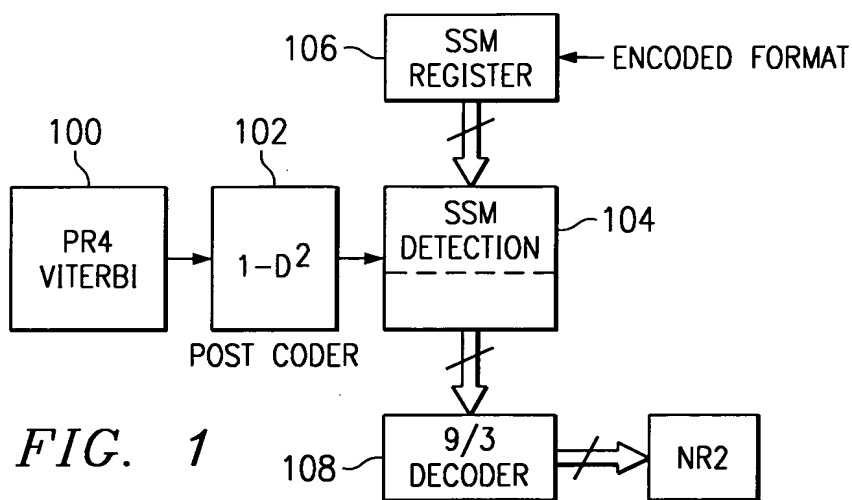 106
SSM
REGISTER
ENCODED FORMAT
100
102
PR4
VITERBI
1-D²
POST CODER
SSM
DETECTION
104
FIG. 1
108
9/3
DECODER
NR2